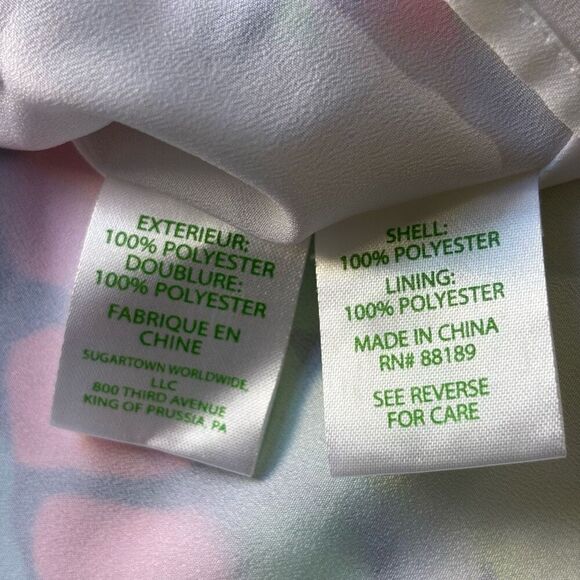 EXTERIEUR:
100% POLYESTER
DOUBLURE:
100% POLYESTER
FABRIQUE EN
CHINE
SUGARTOWN WORLDWIDE,
LLC
800 THIRD AVENUE
KING OF PRUSSIA, PA
SHELL:
100% POLYESTER
LINING:
100% POLYESTER
MADE IN CHINA
RN# 88189
SEE REVERSE
FOR CARE